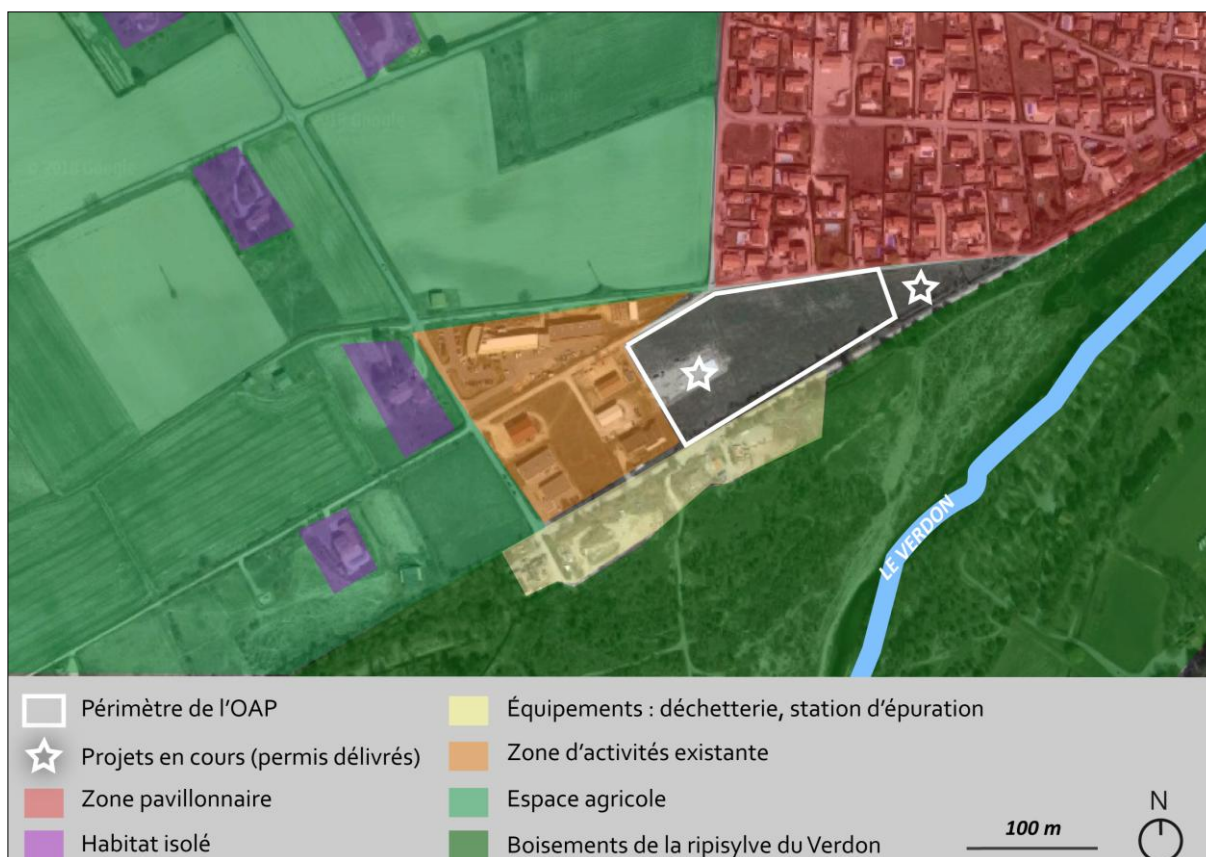 LE VERDON
Périmètre de l'OAP
Projets en cours (permis délivrés)
Zone pavillonnaire
Habitat isolé
Équipements : déchetterie, station d'épuration
Zone d'activités existante
Espace agricole
Boisements de la ripisylve du Verdon
100 m
N